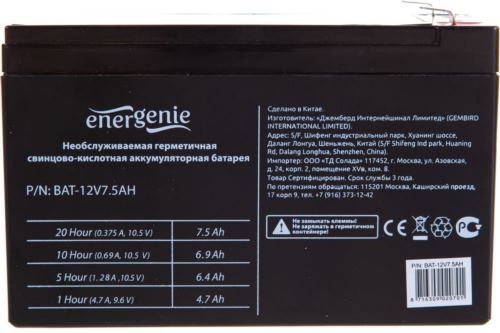 energenie
Необслуживаемая герметичная
свинцово-кислотная аккумуляторная батарея
P/N: BAT-12V7.5AH
20 Hour (0.375 A, 10.5 V) 7.5 Ah
10 Hour (0.69 A, 10.5 V) 6.9 Ah
5 Hour (1.28 A, 10.5 V) 6.4 Ah
1 Hour (4.7 A, 9.6 V) 4.7 Ah
Сделано в Китае.
Изготовитель: «Джемберд Интернейшинал Лимитед» (GEMBIRD
INTERNATIONAL LIMITED).
Адрес: 5/F, Шифенг индустриальный парк, Хуанинг шоссе,
Даланг Лонгуа, Шеньжень, Китай (5/F Shifeng Ind park, Huaning
Rd, Dalang Longhua, Shenzhen, China).
Импортер: ООО «ТД Солада» 117452, г. Москва, ул. Азовская,
д. 24, корп. 2, помещение XVв, ком. 8.
Товар Сертифицирован. Срок службы 3 года.
По претензиям обращаться: 115201 Москва, Каширский проезд,
17 корп 9, тел. +7 (916) 373-12-42
Не замыкать клеммы!
Не заряжать в герметичном
контейнере!
P/N: BAT-12V7.5AH
8 716309 020701